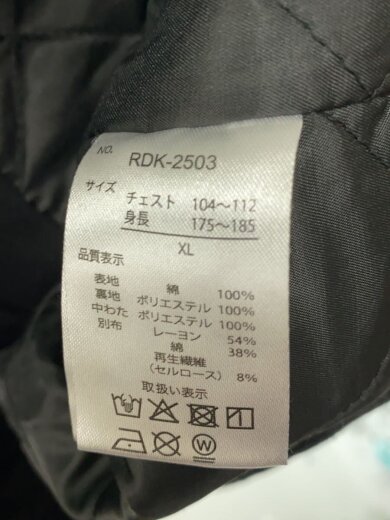 NO. RDK-2503
サイズ
チェスト 104～112
身長 175～185
XL
品質表示
表地 綿 100%
裏地 ポリエステル 100%
中わた ポリエステル 100%
別布 レーヨン 54%
綿 38%
再生繊維
(セルロース) 8%
取扱い表示
W